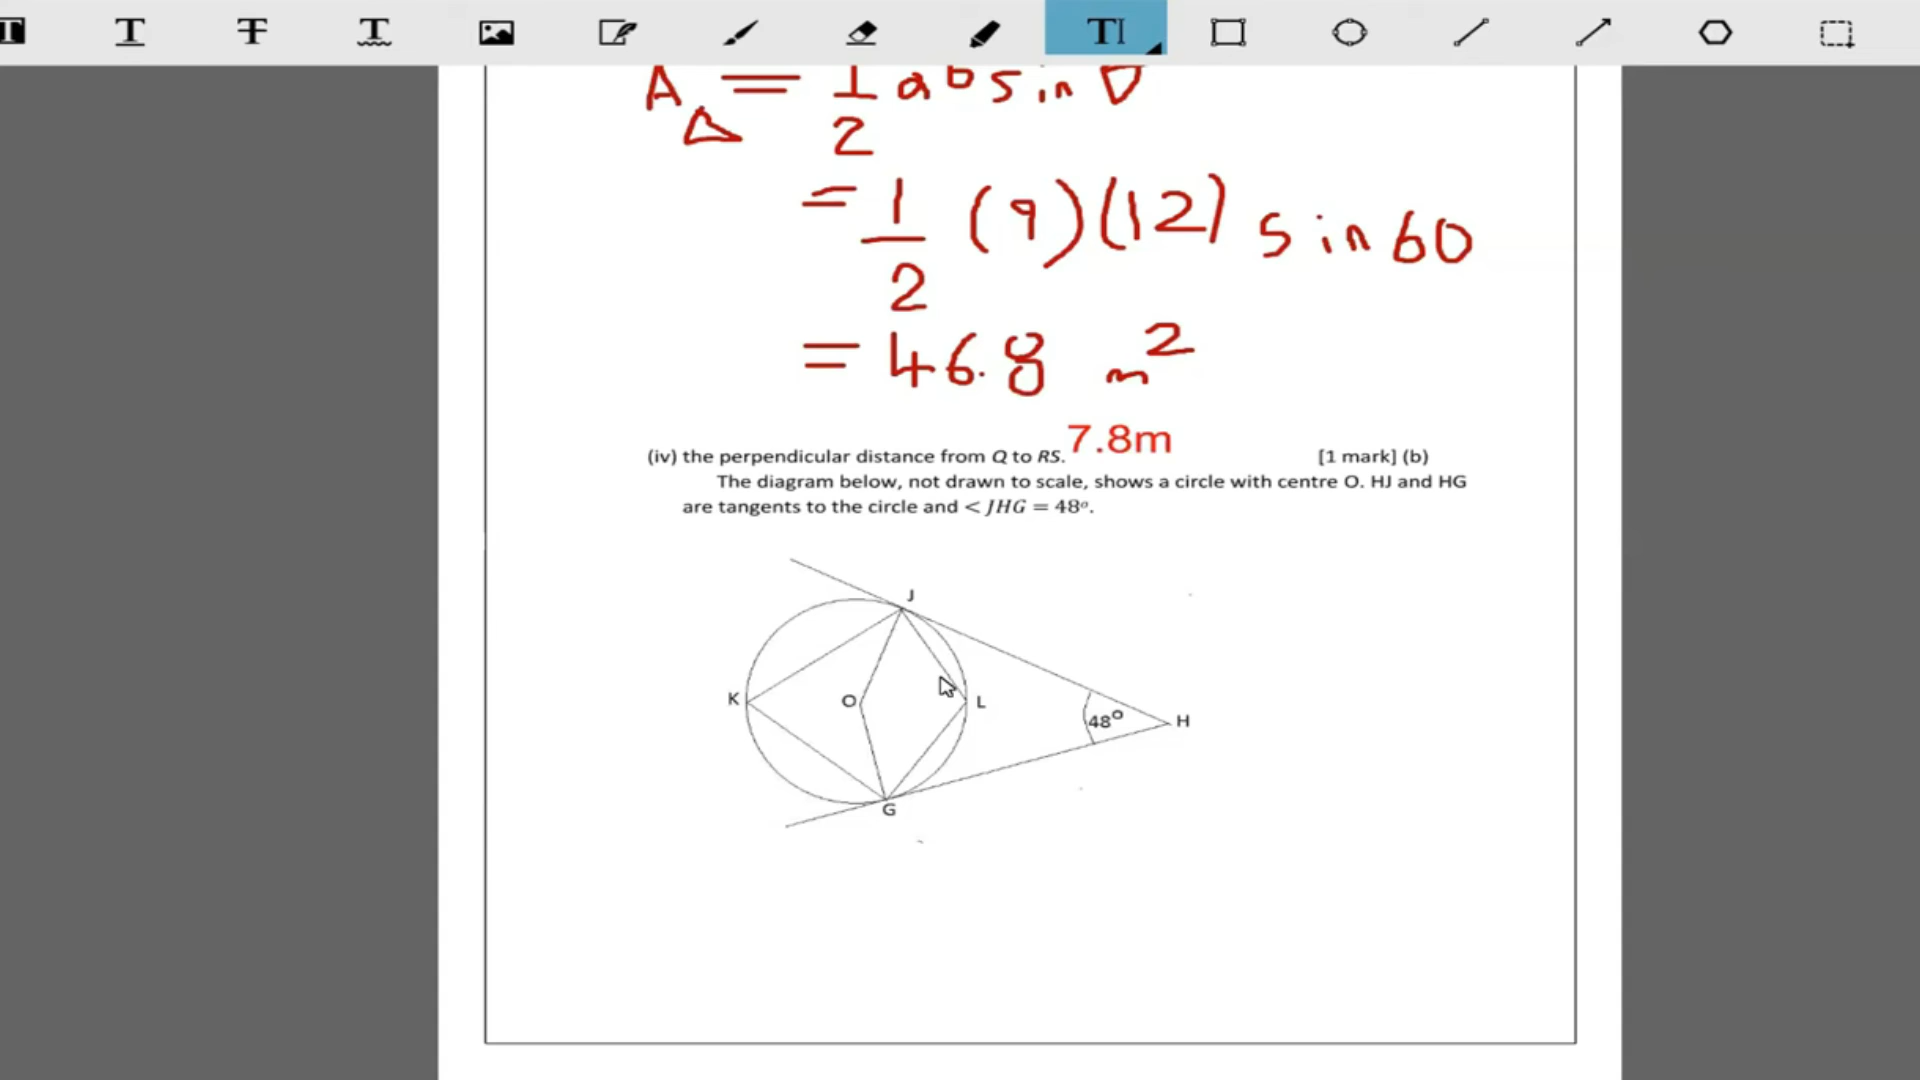 A△ = 1/2 ab sin
= 1/2 (9)(12) sin 60
= 46.8 m²
7.8m
(iv) the perpendicular distance from Q to RS. [1 mark] (b)
The diagram below, not drawn to scale, shows a circle with centre O. HJ and HG
are tangents to the circle and < JHG = 48°.
J
K
O
L
48°
H
G